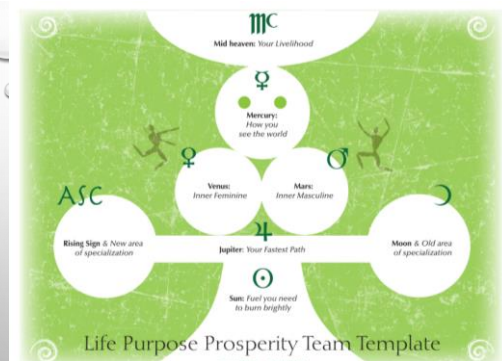 MC
Mid heaven: Your Livelihood
Mercury:
How you
see the world
Venus:
Inner Feminine
Mars:
Inner Masculine
ASC
Rising Sign & New area
of specialization
Jupiter: Your Fastest Path
Moon & Old area
of specialization
Sun: Fuel you need
to burn brightly
Life Purpose Prosperity Team Template